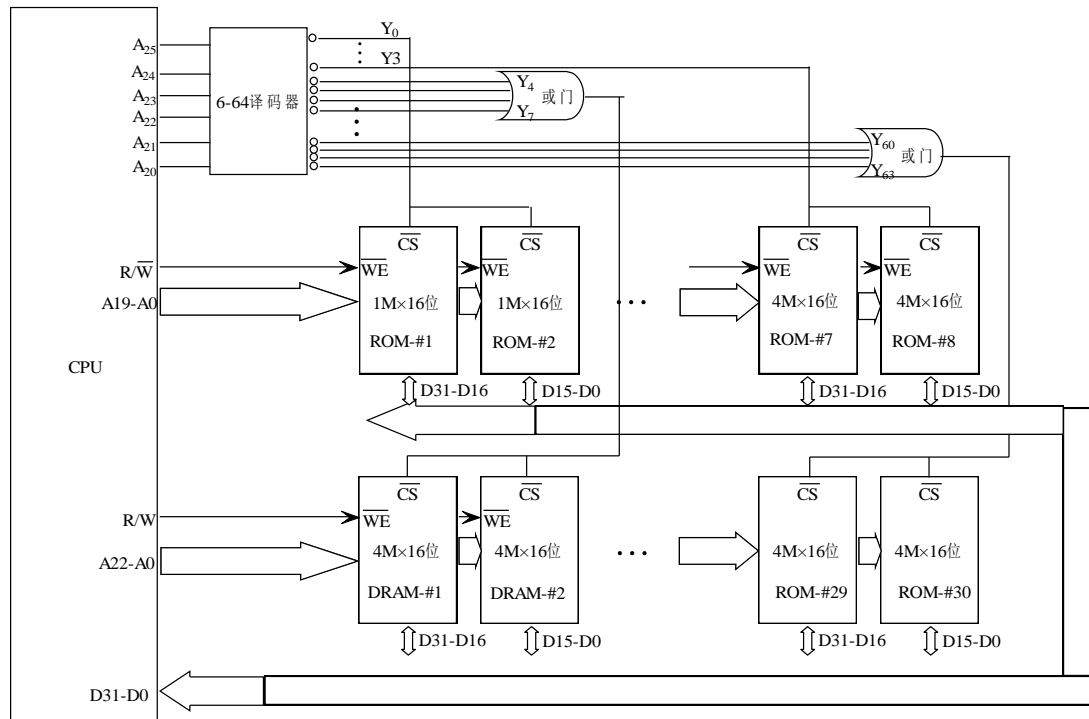 Y0
A25
Y3
A24
Y4
A23
6-64译码器
或门
A22
Y7
A21
Y60
或门
A20
Y63
CS
CS
CS
CS
R/W
WE
WE
WE
WE
A19-A0
1M×16位
1M×16位
4M×16位
4M×16位
ROM-#1
ROM-#2
ROM-#7
ROM-#8
CPU
D31-D16
D15-D0
D31-D16
D15-D0
CS
CS
CS
CS
R/W
WE
WE
A22-A0
4M×16位
4M×16位
4M×16位
4M×16位
DRAM-#1
DRAM-#2
ROM-#29
ROM-#30
D31-D16
D15-D0
D31-D16
D15-D0
D31-D0